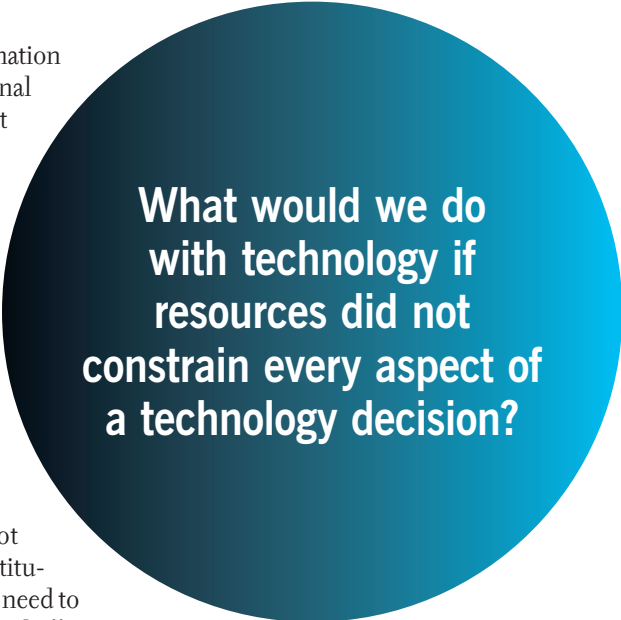 nation
nal
t
What would we do
with technology if
resources did not
constrain every aspect of
a technology decision?
ot
titu-
need to